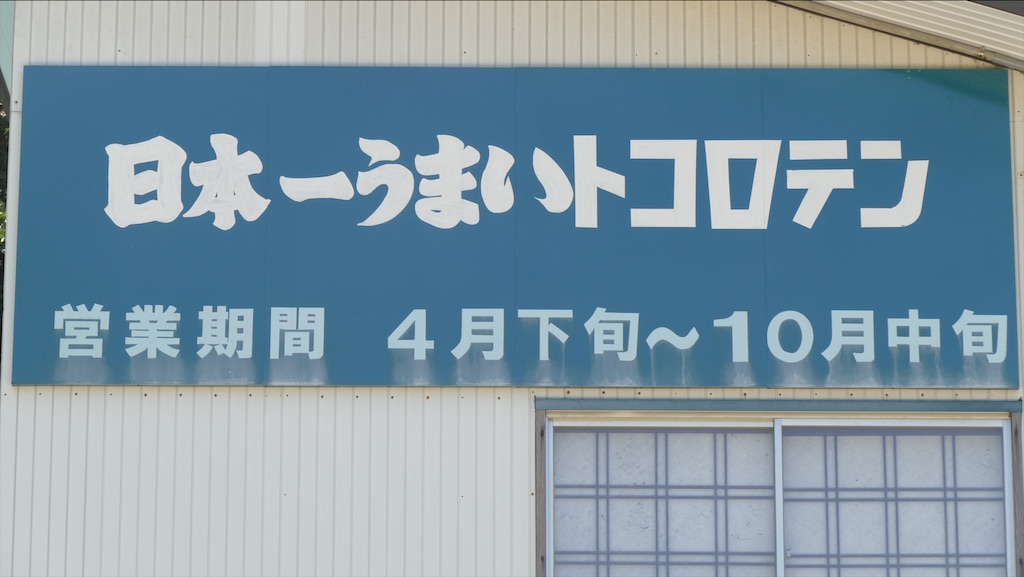 日本一うまいトコロテン
営業期間　４月下旬～１０月中旬